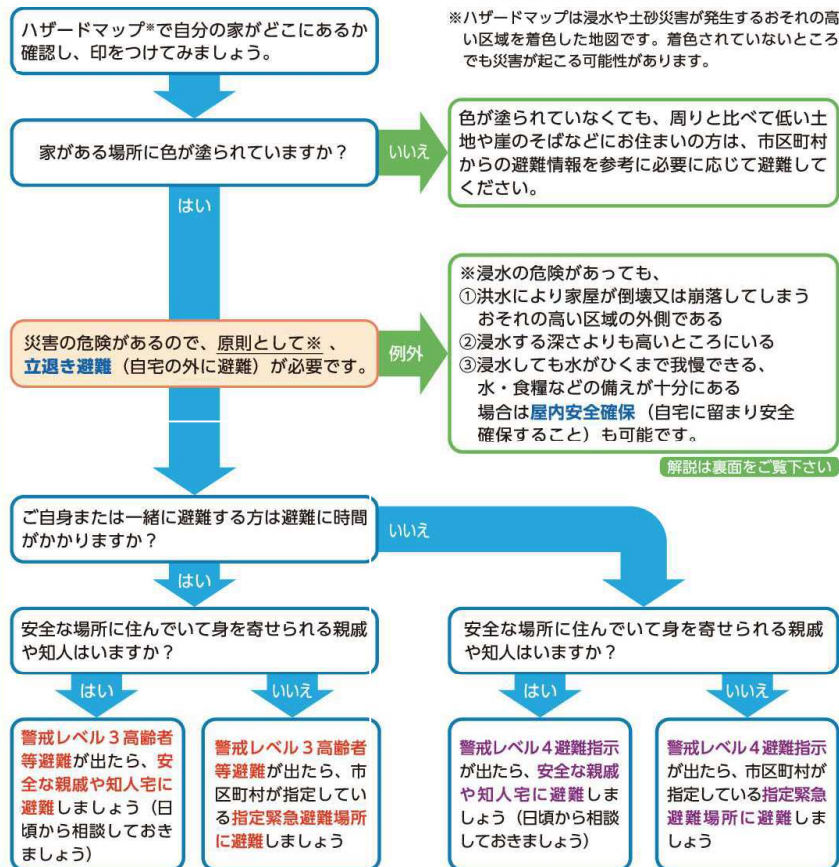 ハザードマップ※で自分の家がどこにあるか
確認し、印をつけてみましょう。
※ハザードマップは浸水や土砂災害が発生するおそれの高
い区域を着色した地図です。着色されていないところ
でも災害が起こる可能性があります。
家がある場所に色が塗られていますか？
いいえ
色が塗られていなくても、周りと比べて低い土
地や崖のそばなどにお住まいの方は、市区町村
からの避難情報を参考に必要に応じて避難して
ください。
はい
災害の危険があるので、原則として※、
立退き避難（自宅の外に避難）が必要です。
例外
※浸水の危険があっても、
①洪水により家屋が倒壊又は崩落してしまう
おそれの高い区域の外側である
②浸水する深さよりも高いところにいる
③浸水しても水がひくまで我慢できる、
水・食糧などの備えが十分にある
場合は屋内安全確保（自宅に留まり安全
確保すること）も可能です。
解説は裏面をご覧下さい
ご自身または一緒に避難する方は避難に時間
がかかりますか？
いいえ
はい
安全な場所に住んでいて身を寄せられる親戚
や知人はいますか？
はい
いいえ
警戒レベル３高齢者
等避難が出たら、安
全な親戚や知人宅に
避難しましょう（日
頃から相談しておき
ましょう）
警戒レベル３高齢者
等避難が出たら、市
区町村が指定してい
る指定緊急避難場所
に避難しましょう
安全な場所に住んでいて身を寄せられる親戚
や知人はいますか？
はい
いいえ
警戒レベル４避難指示
が出たら、安全な親戚
や知人宅に避難しま
しょう（日頃から相談
しておきましょう）
警戒レベル４避難指示
が出たら、市区町村が
指定している指定緊急
避難場所に避難しま
しょう